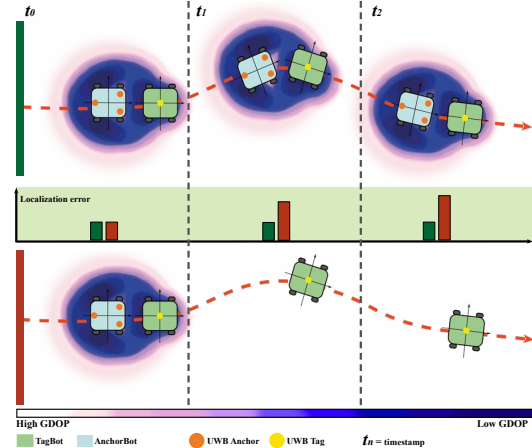 t0
t1
t2
Localization error
High GDOP
Low GDOP
TagBot
AnchorBot
UWB Anchor
UWB Tag
tn = timestamp